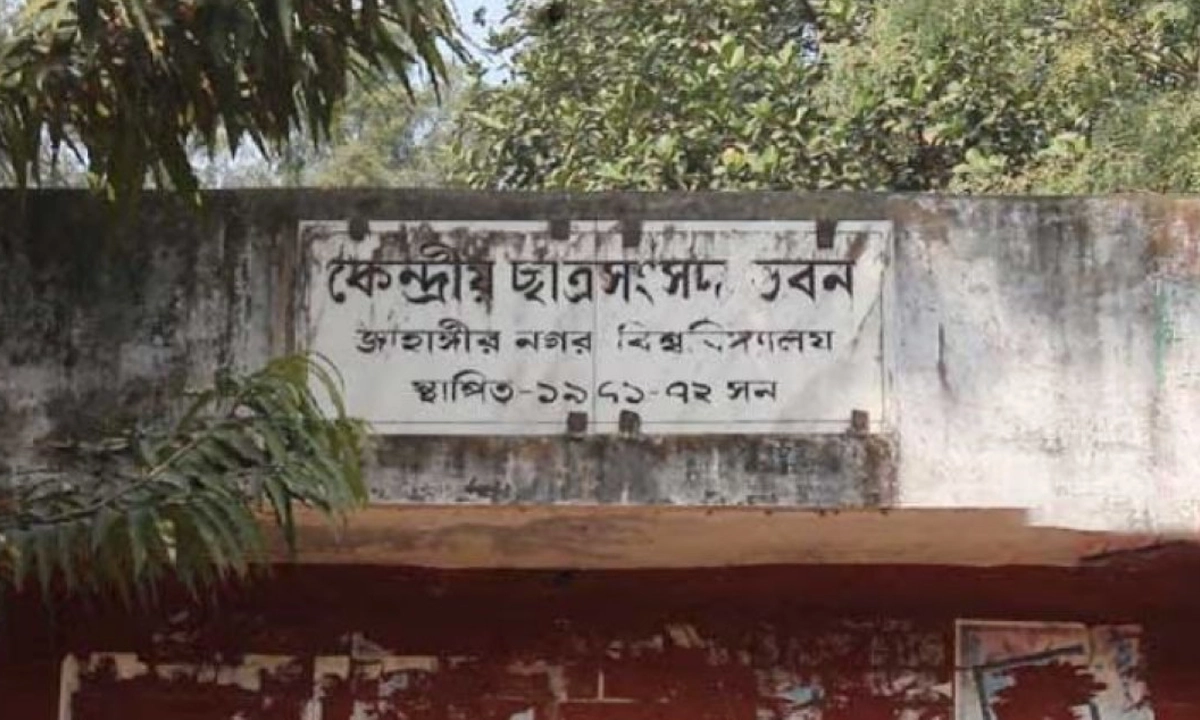 কেন্দ্রীয় ছাত্রসংসদ ভবন
জাহাঙ্গীর নগর বিশ্ববিদ্যালয়
স্থাপিত-১৯৭১-৭২ সন